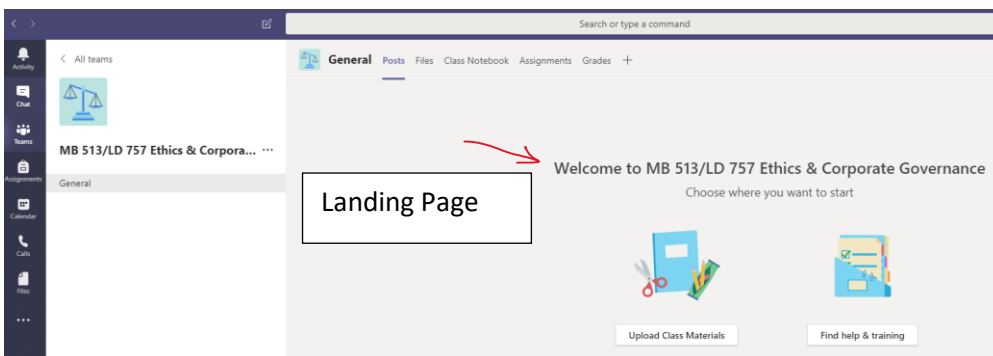 Search or type a command
Activity
Chat
Teams
Assignments
Calendar
Calls
Files
All teams
MB 513/LD 757 Ethics & Corpora... ···
General
General Posts Files Class Notebook Assignments Grades +
Landing Page
Welcome to MB 513/LD 757 Ethics & Corporate Governance
Choose where you want to start
Upload Class Materials
Find help & training